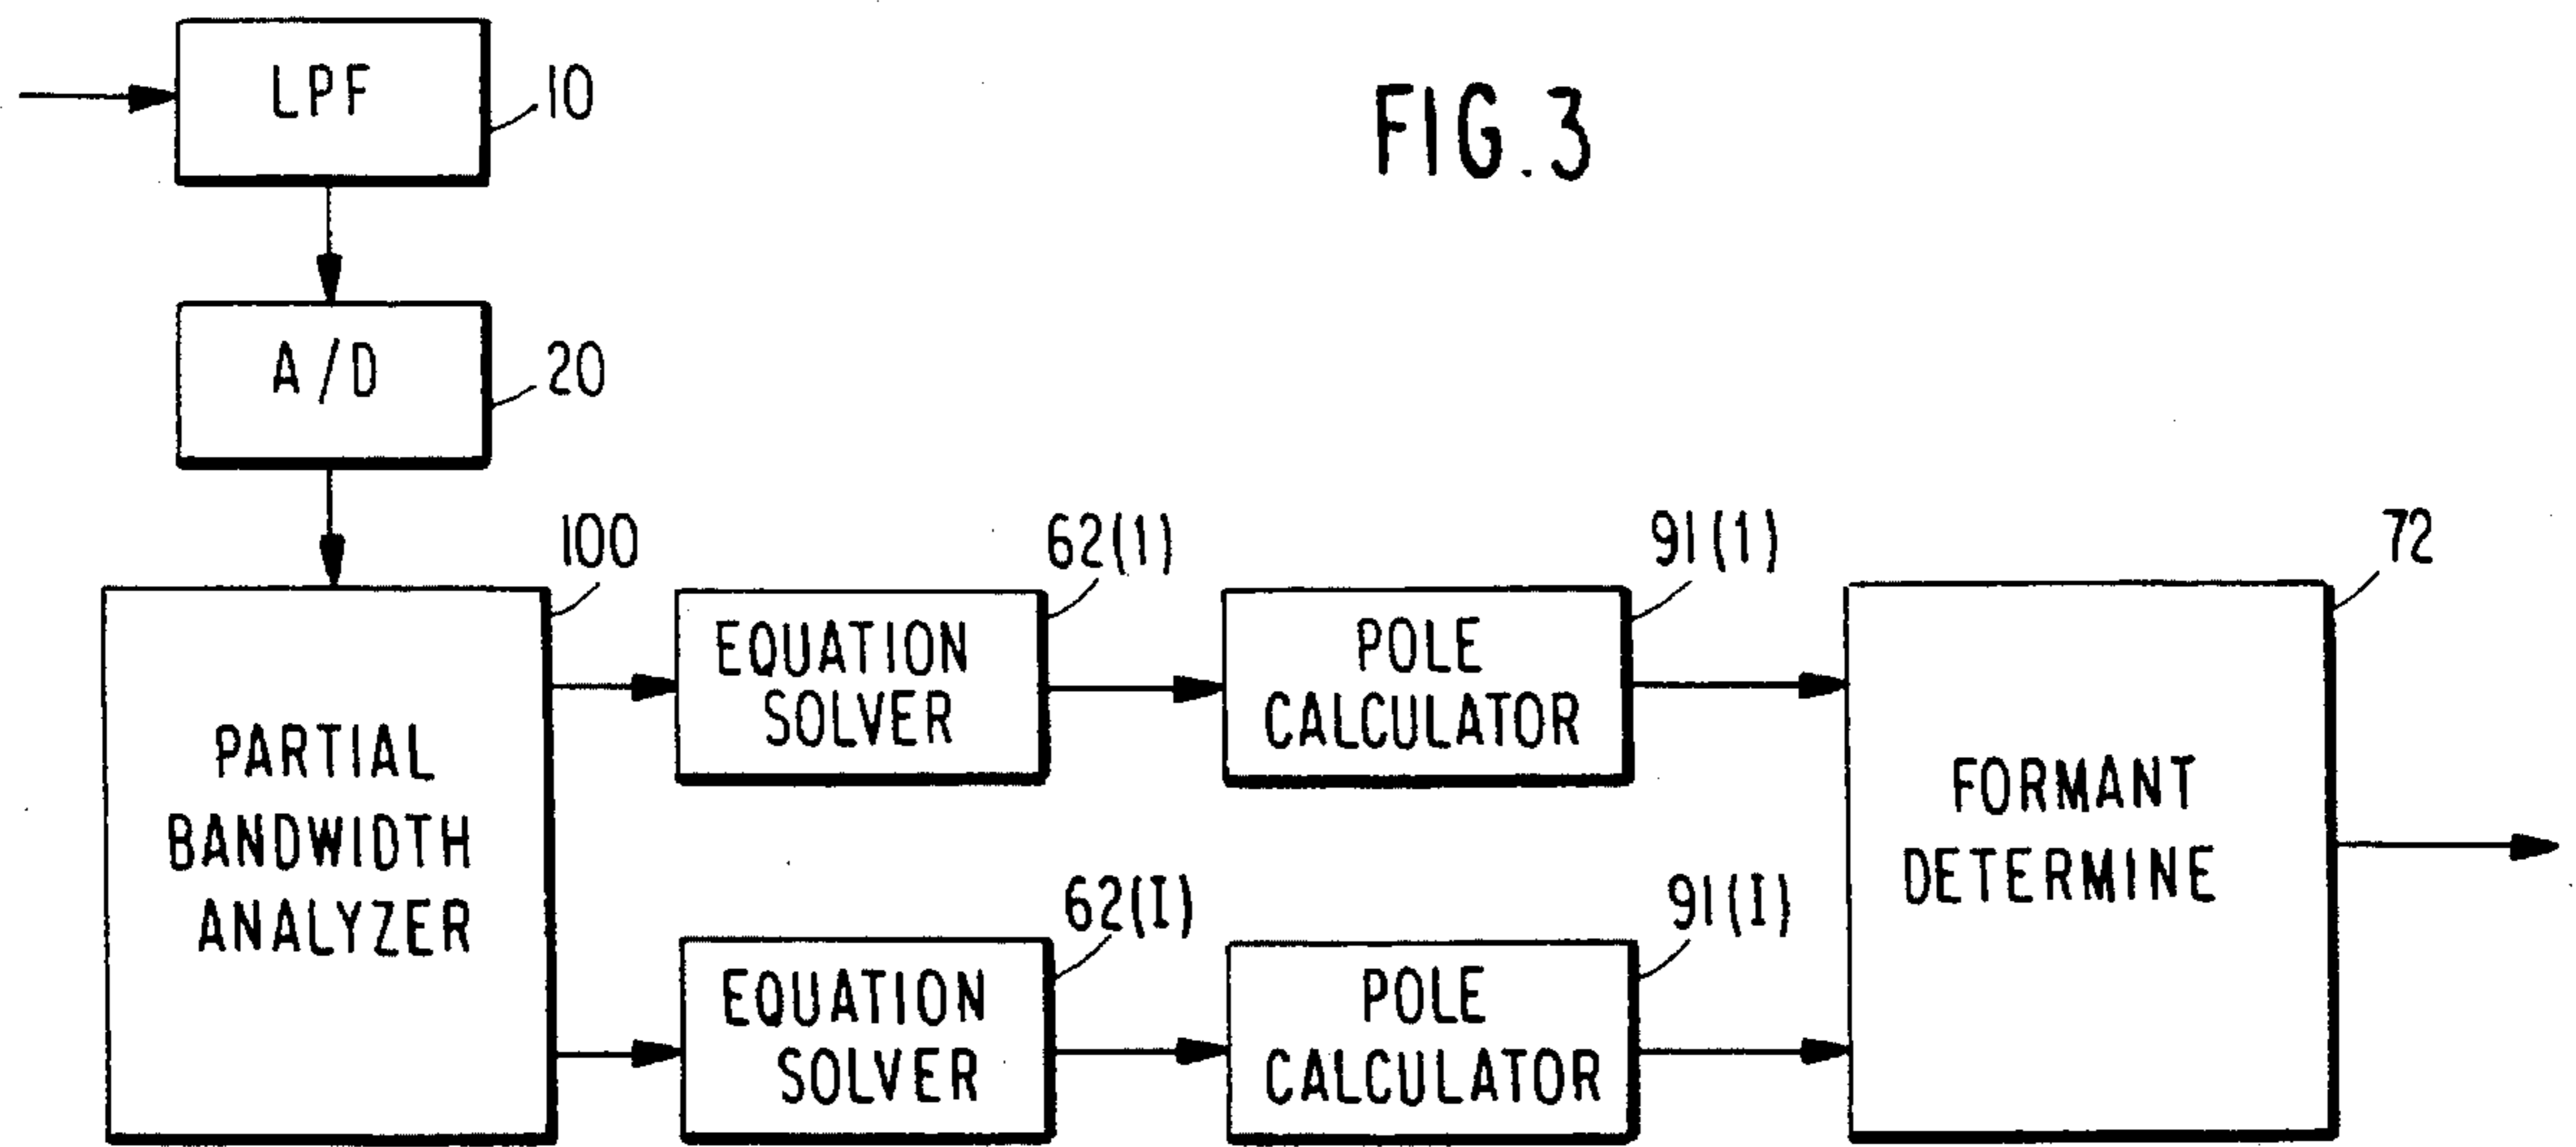 LPF
10
FIG.3
A/D
20
100
62(1)
91(1)
72
EQUATION
SOLVER
POLE
CALCULATOR
PARTIAL
BANDWIDTH
ANALYZER
FORMANT
DETERMINE
62(I)
91(I)
EQUATION
SOLVER
POLE
CALCULATOR